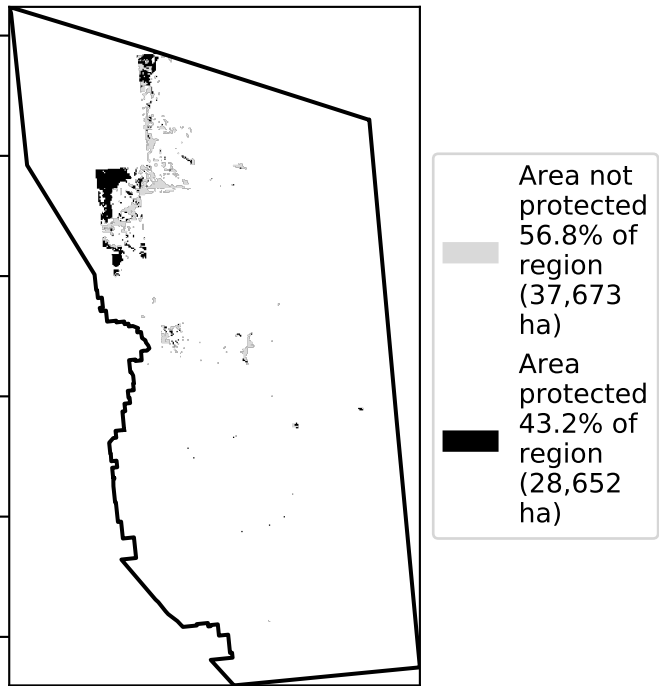 Area not
protected
56.8% of
region
(37,673
ha)
Area
protected
43.2% of
region
(28,652
ha)